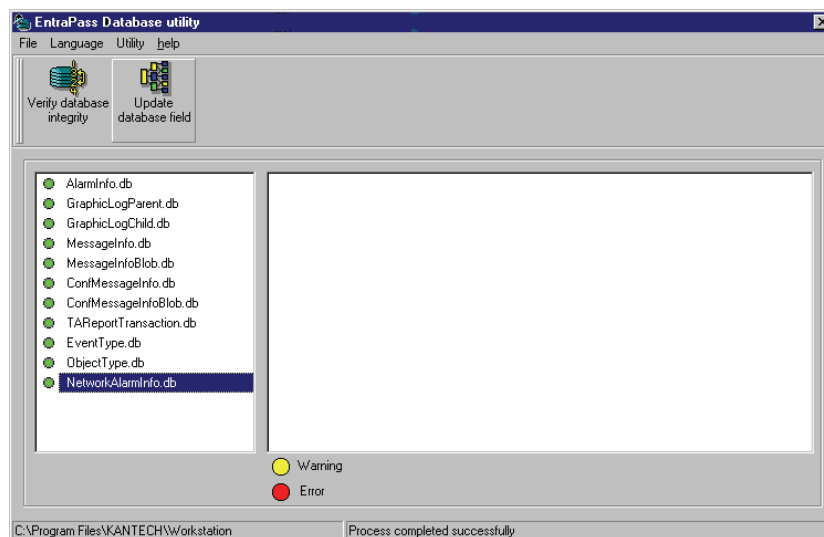 EntraPass Database utility
File Language Utility help
Verify database integrity
Update database field
AlarmInfo.db
GraphicLogParent.db
GraphicLogChild.db
MessageInfo.db
MessageInfoBlob.db
ConfMessageInfo.db
ConfMessageInfoBlob.db
TAReportTransaction.db
EventType.db
ObjectType.db
NetworkAlarmInfo.db
Warning
Error
C:\Program Files\KANTECH\Workstation
Process completed successfully